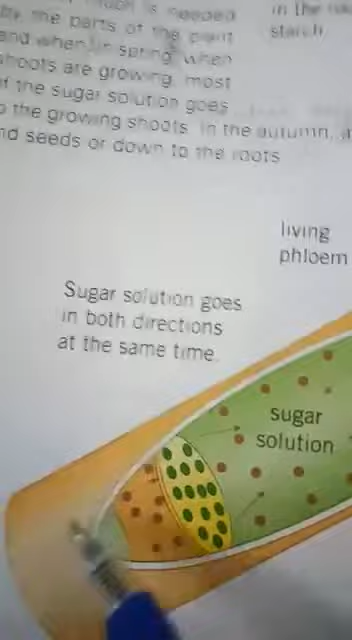 is needed
by the parts of the plant
and when. In spring, when
shoots are growing, most
of the sugar solution goes
to the growing shoots. In the autumn, it
and seeds or down to the roots
in the
starch
living
phloem
Sugar solution goes
in both directions
at the same time.
sugar
solution